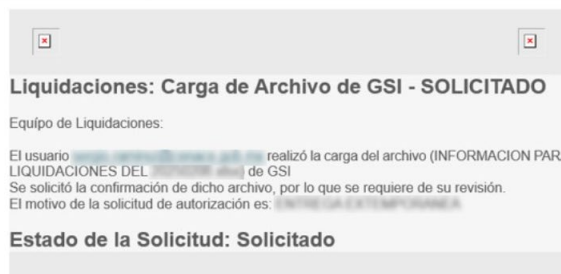 Liquidaciones: Carga de Archivo de GSI - SOLICITADO
Equipo de Liquidaciones:
El usuario realizó la carga del archivo (INFORMACION PAR
LIQUIDACIONES DEL de GSI
Se solicitó la confirmación de dicho archivo, por lo que se requiere de su revisión.
El motivo de la solicitud de autorización es:
Estado de la Solicitud: Solicitado